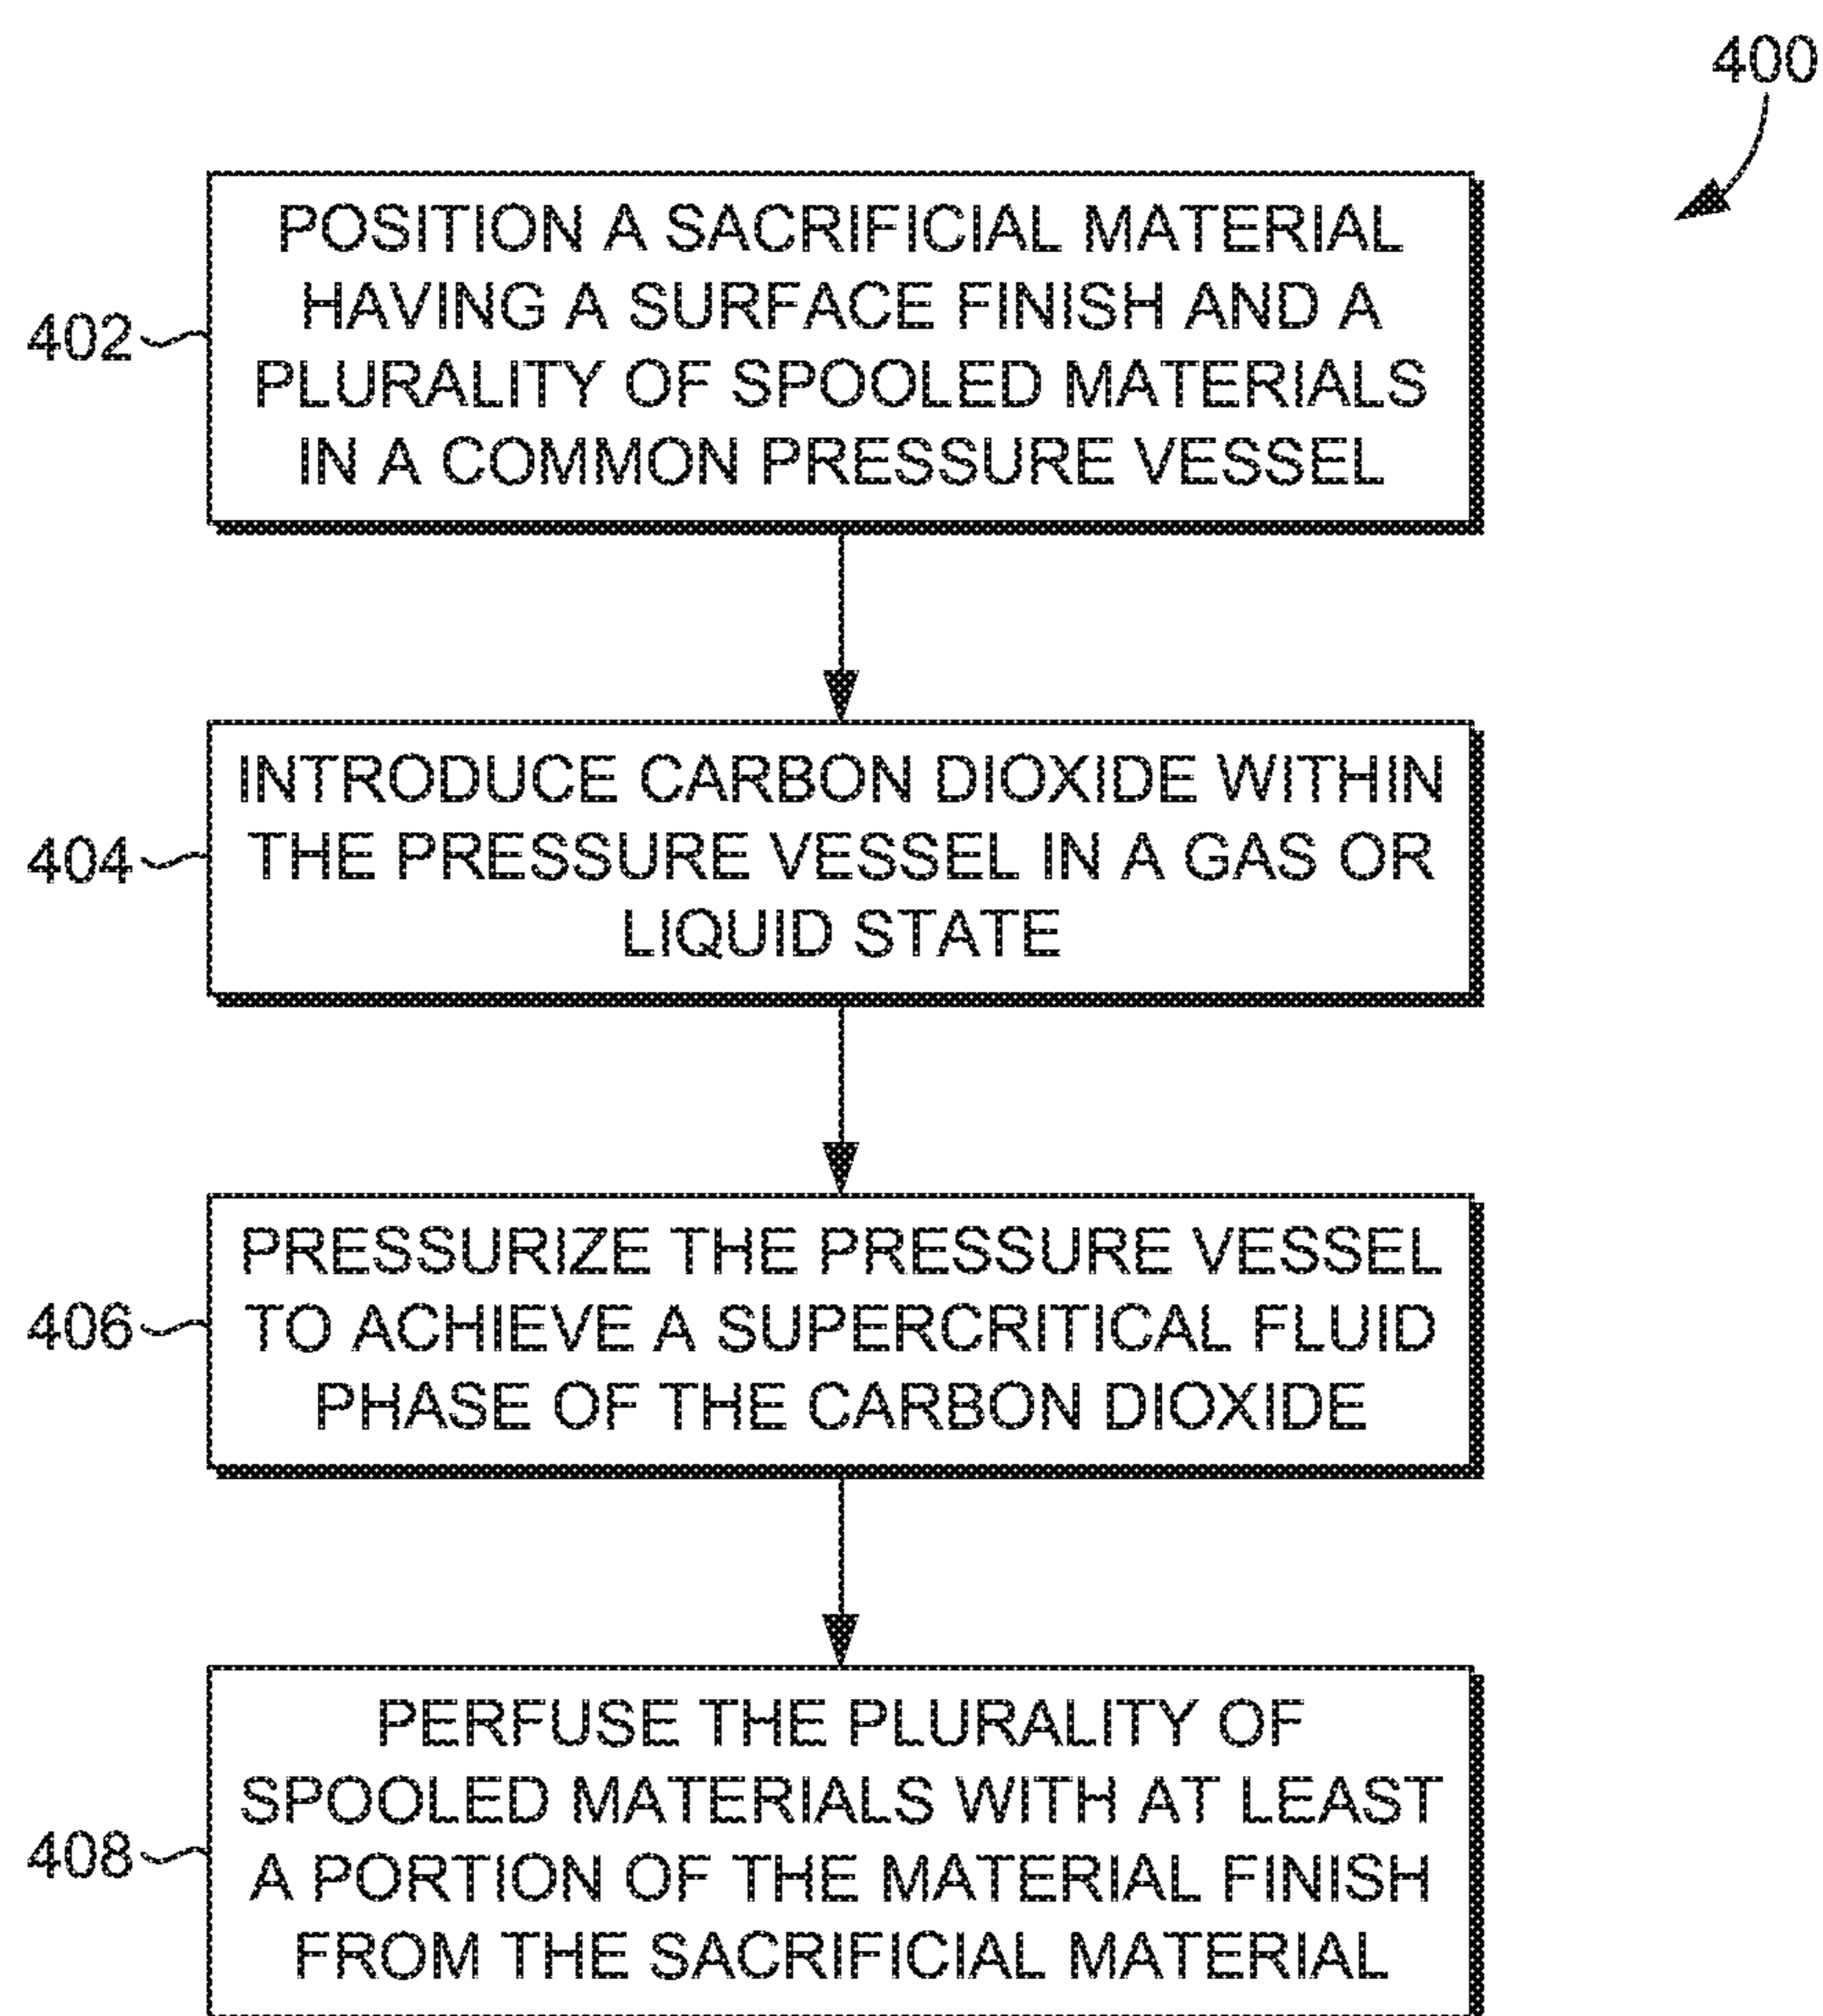 400
402
POSITION A SACRIFICIAL MATERIAL
HAVING A SURFACE FINISH AND A
PLURALITY OF SPOOLED MATERIALS
IN A COMMON PRESSURE VESSEL
404
INTRODUCE CARBON DIOXIDE WITHIN
THE PRESSURE VESSEL IN A GAS OR
LIQUID STATE
406
PRESSURIZE THE PRESSURE VESSEL
TO ACHIEVE A SUPERCRITICAL FLUID
PHASE OF THE CARBON DIOXIDE
408
PERFUSE THE PLURALITY OF
SPOOLED MATERIALS WITH AT LEAST
A PORTION OF THE MATERIAL FINISH
FROM THE SACRIFICIAL MATERIAL